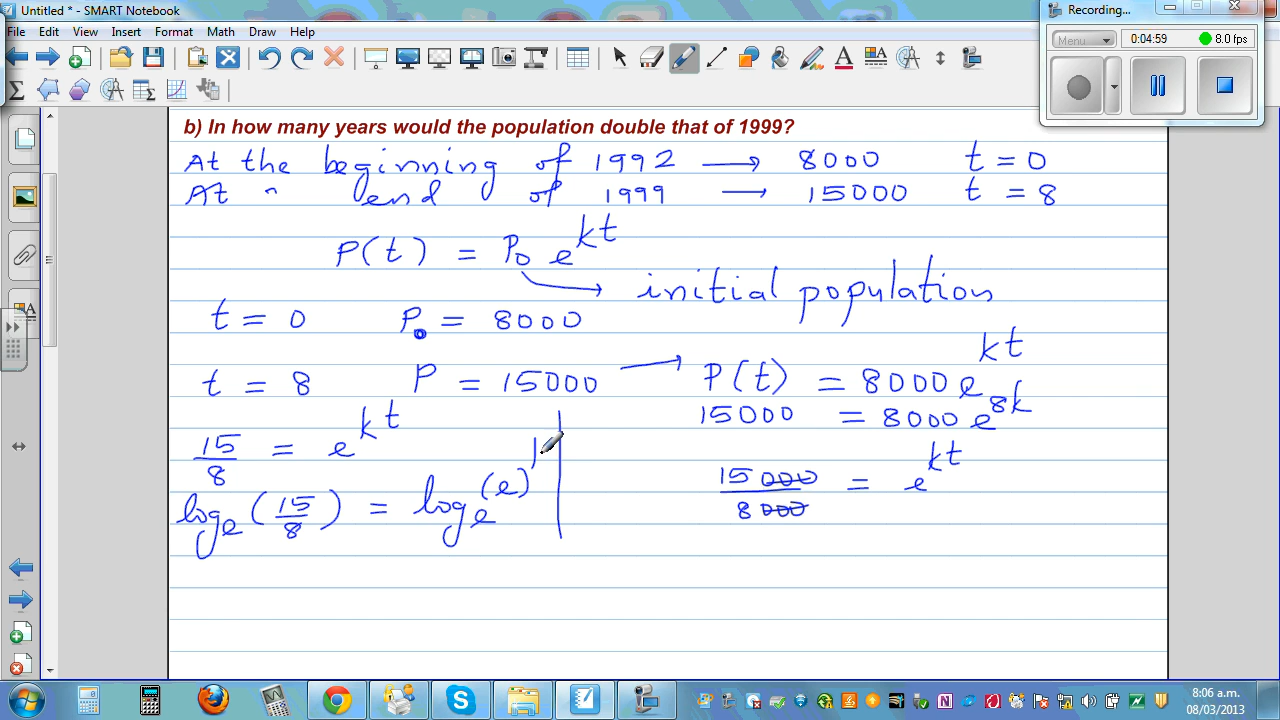 Untitled * - SMART Notebook
Recording...
File Edit View Insert Format Math Draw Help
Menu 0:04:59 8.0 fps
b) In how many years would the population double that of 1999?
At the beginning of 1992 → 8000 t = 0
At " end of 1999 → 15000 t = 8
P(t) = P₀ e^kt
→ initial population
t = 0 P₀ = 8000
t = 8 P = 15000 → P(t) = 8000 e^kt
15000 = 8000 e^8k
15/8 = e^kt
15000/8000 = e^kt
logₑ (15/8) = logₑ (e)
8:06 a.m.
08/03/2013